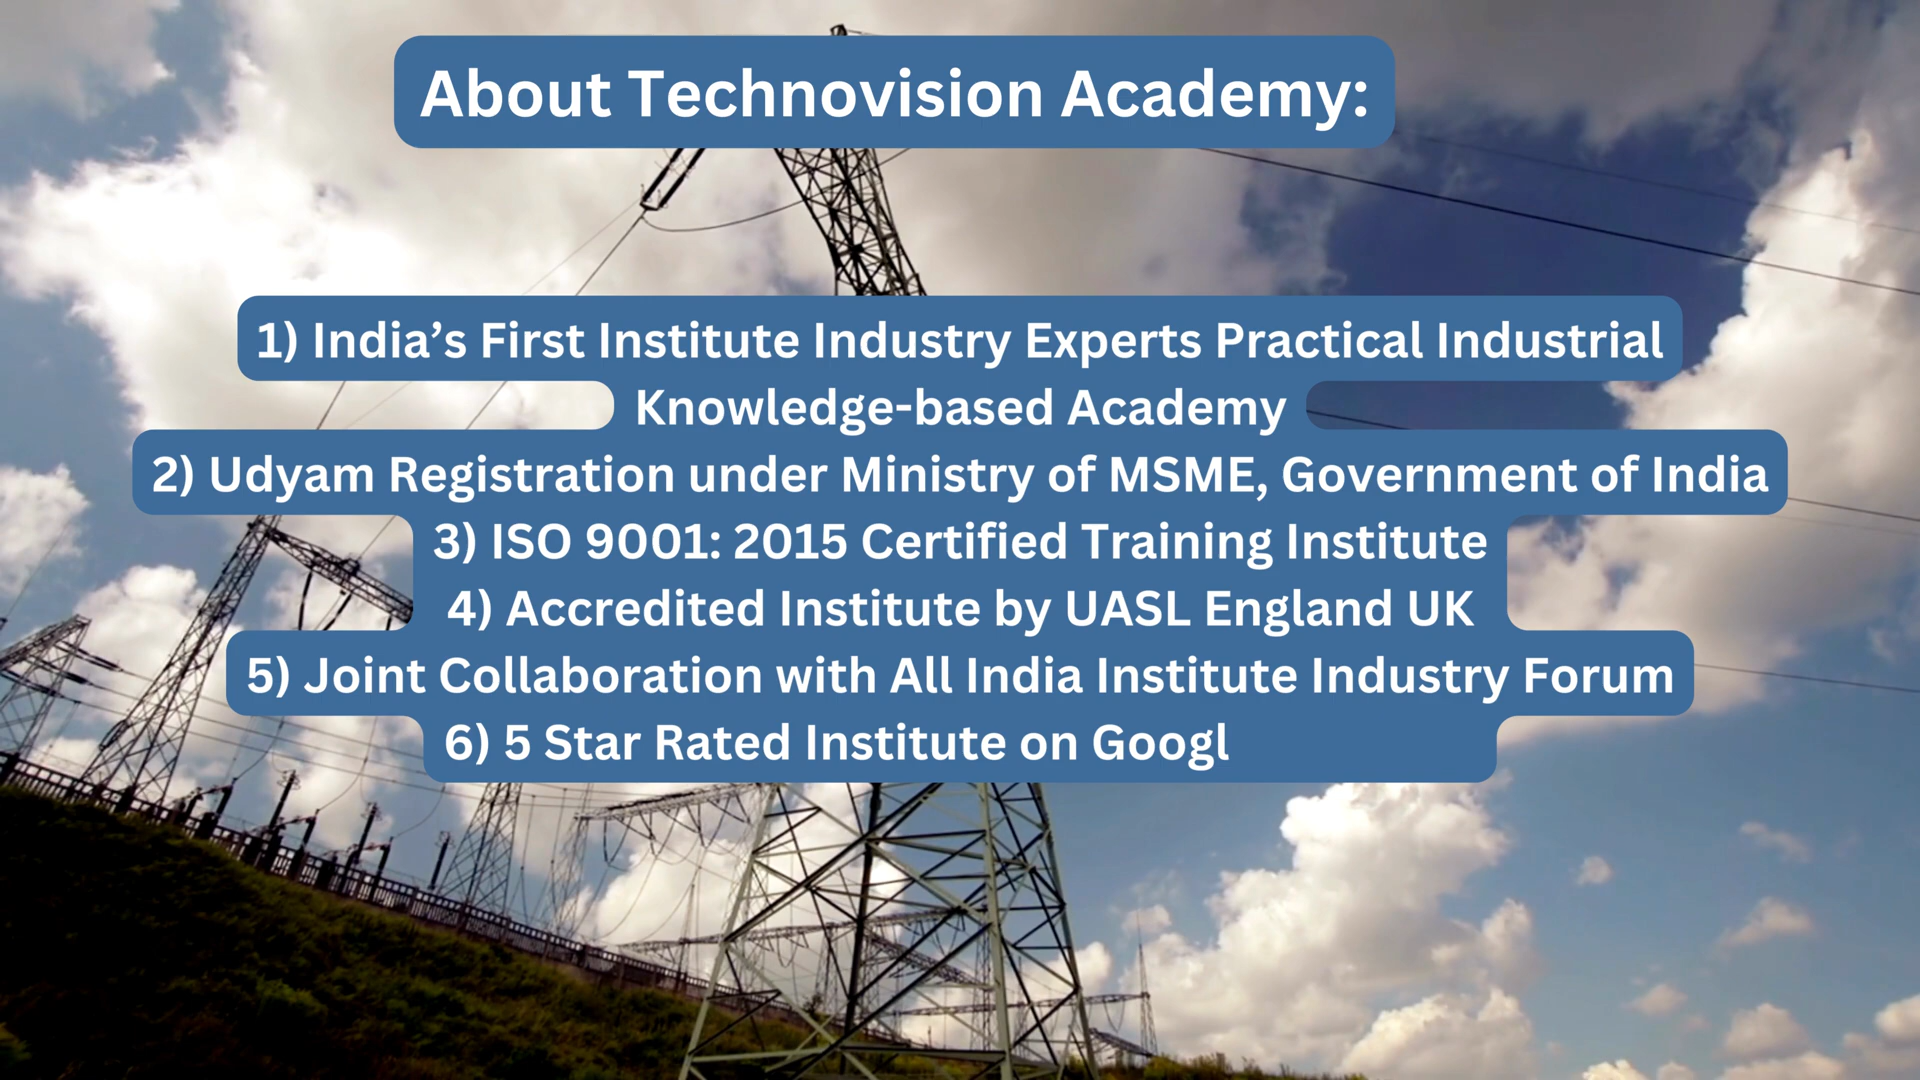 About Technovision Academy:
1) India’s First Institute Industry Experts Practical Industrial
Knowledge-based Academy
2) Udyam Registration under Ministry of MSME, Government of India
3) ISO 9001: 2015 Certified Training Institute
4) Accredited Institute by UASL England UK
5) Joint Collaboration with All India Institute Industry Forum
6) 5 Star Rated Institute on Googl